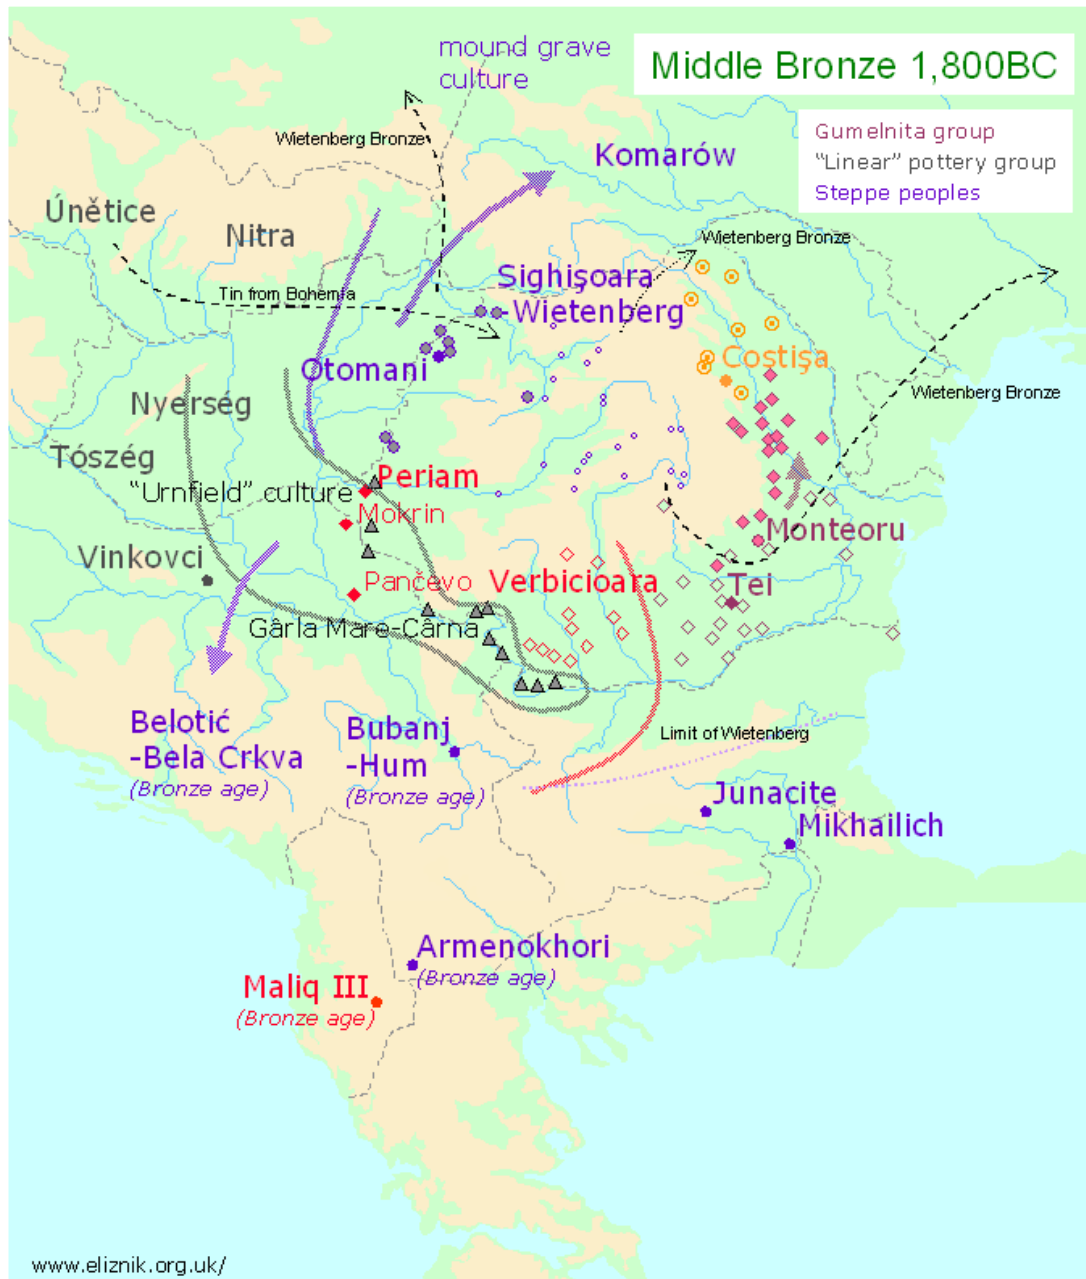 mound grave
culture
Middle Bronze 1,800BC
Gumelnita group
"Linear" pottery group
Steppe peoples
Wietenberg Bronze
Komarów
Únětice
Nitra
Wietenberg Bronze
Sighişoara
-Wietenberg
Tin from Bohemia
Costişa
Otomani
Wietenberg Bronze
Nyerség
Tószég
Periam
"Urnfield" culture
Mokrin
Monteoru
Vinkovci
Pančevo
Verbicioara
Tei
Gârla Mare-Cârna
Belotić
-Bela Crkva
(Bronze age)
Bubanj
-Hum
(Bronze age)
Limit of Wietenberg
Junacite
Mikhailich
Armenokhori
(Bronze age)
Maliq III
(Bronze age)
www.eliznik.org.uk/